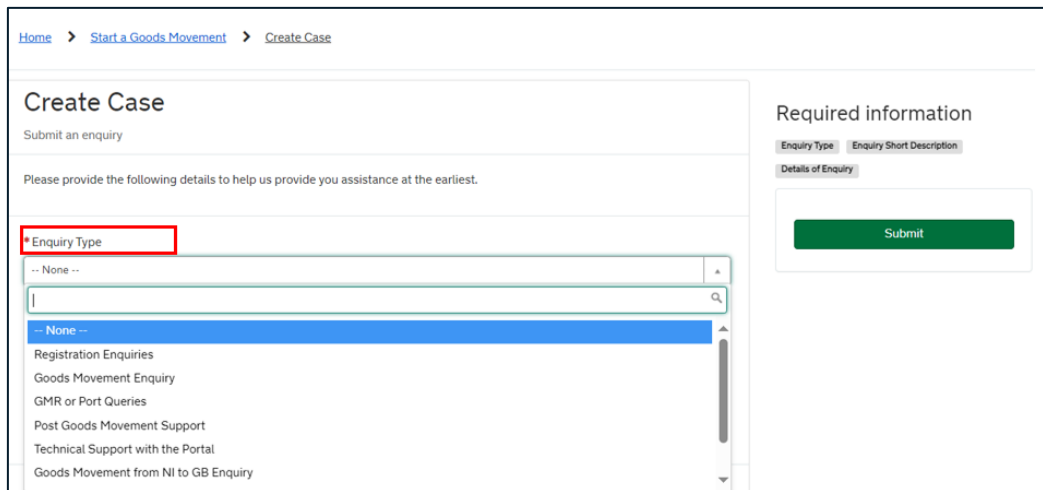 Home > Start a Goods Movement > Create Case
Create Case
Submit an enquiry
Please provide the following details to help us provide you assistance at the earliest.
* Enquiry Type
-- None --
-- None --
Registration Enquiries
Goods Movement Enquiry
GMR or Port Queries
Post Goods Movement Support
Technical Support with the Portal
Goods Movement from NI to GB Enquiry
Required information
Enquiry Type Enquiry Short Description
Details of Enquiry
Submit